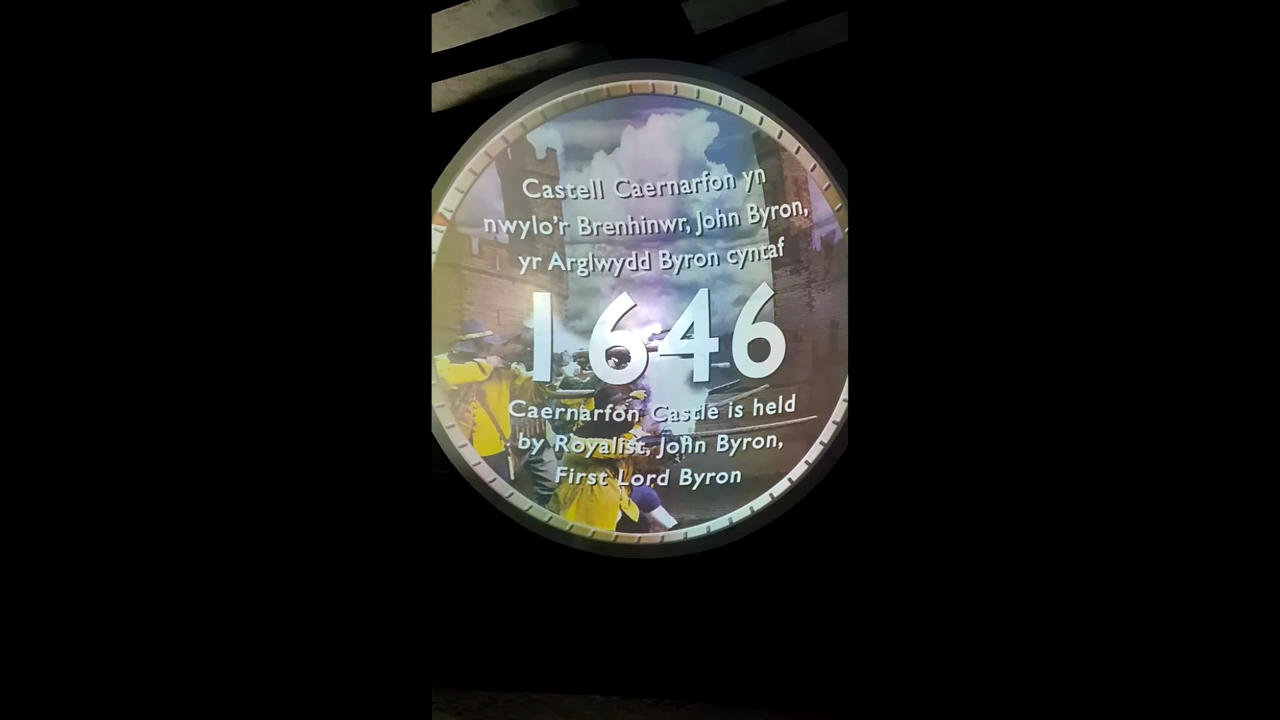 Castell Caernarfon yn
nwylo'r Brenhinwr, John Byron,
yr Arglwydd Byron cyntaf
1646
Caernarfon Castle is held
by Royalist, John Byron,
First Lord Byron